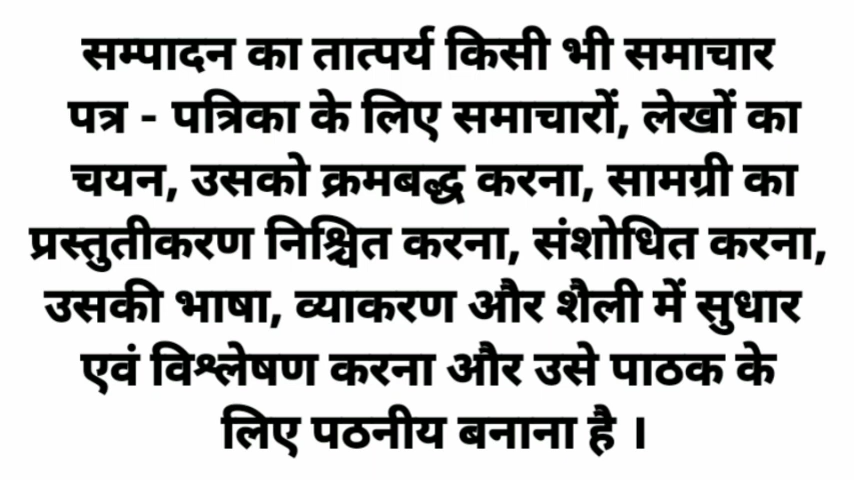 सम्पादन का तात्पर्य किसी भी समाचार
पत्र - पत्रिका के लिए समाचारों, लेखों का
चयन, उसको क्रमबद्ध करना, सामग्री का
प्रस्तुतीकरण निश्चित करना, संशोधित करना,
उसकी भाषा, व्याकरण और शैली में सुधार
एवं विश्लेषण करना और उसे पाठक के
लिए पठनीय बनाना है ।